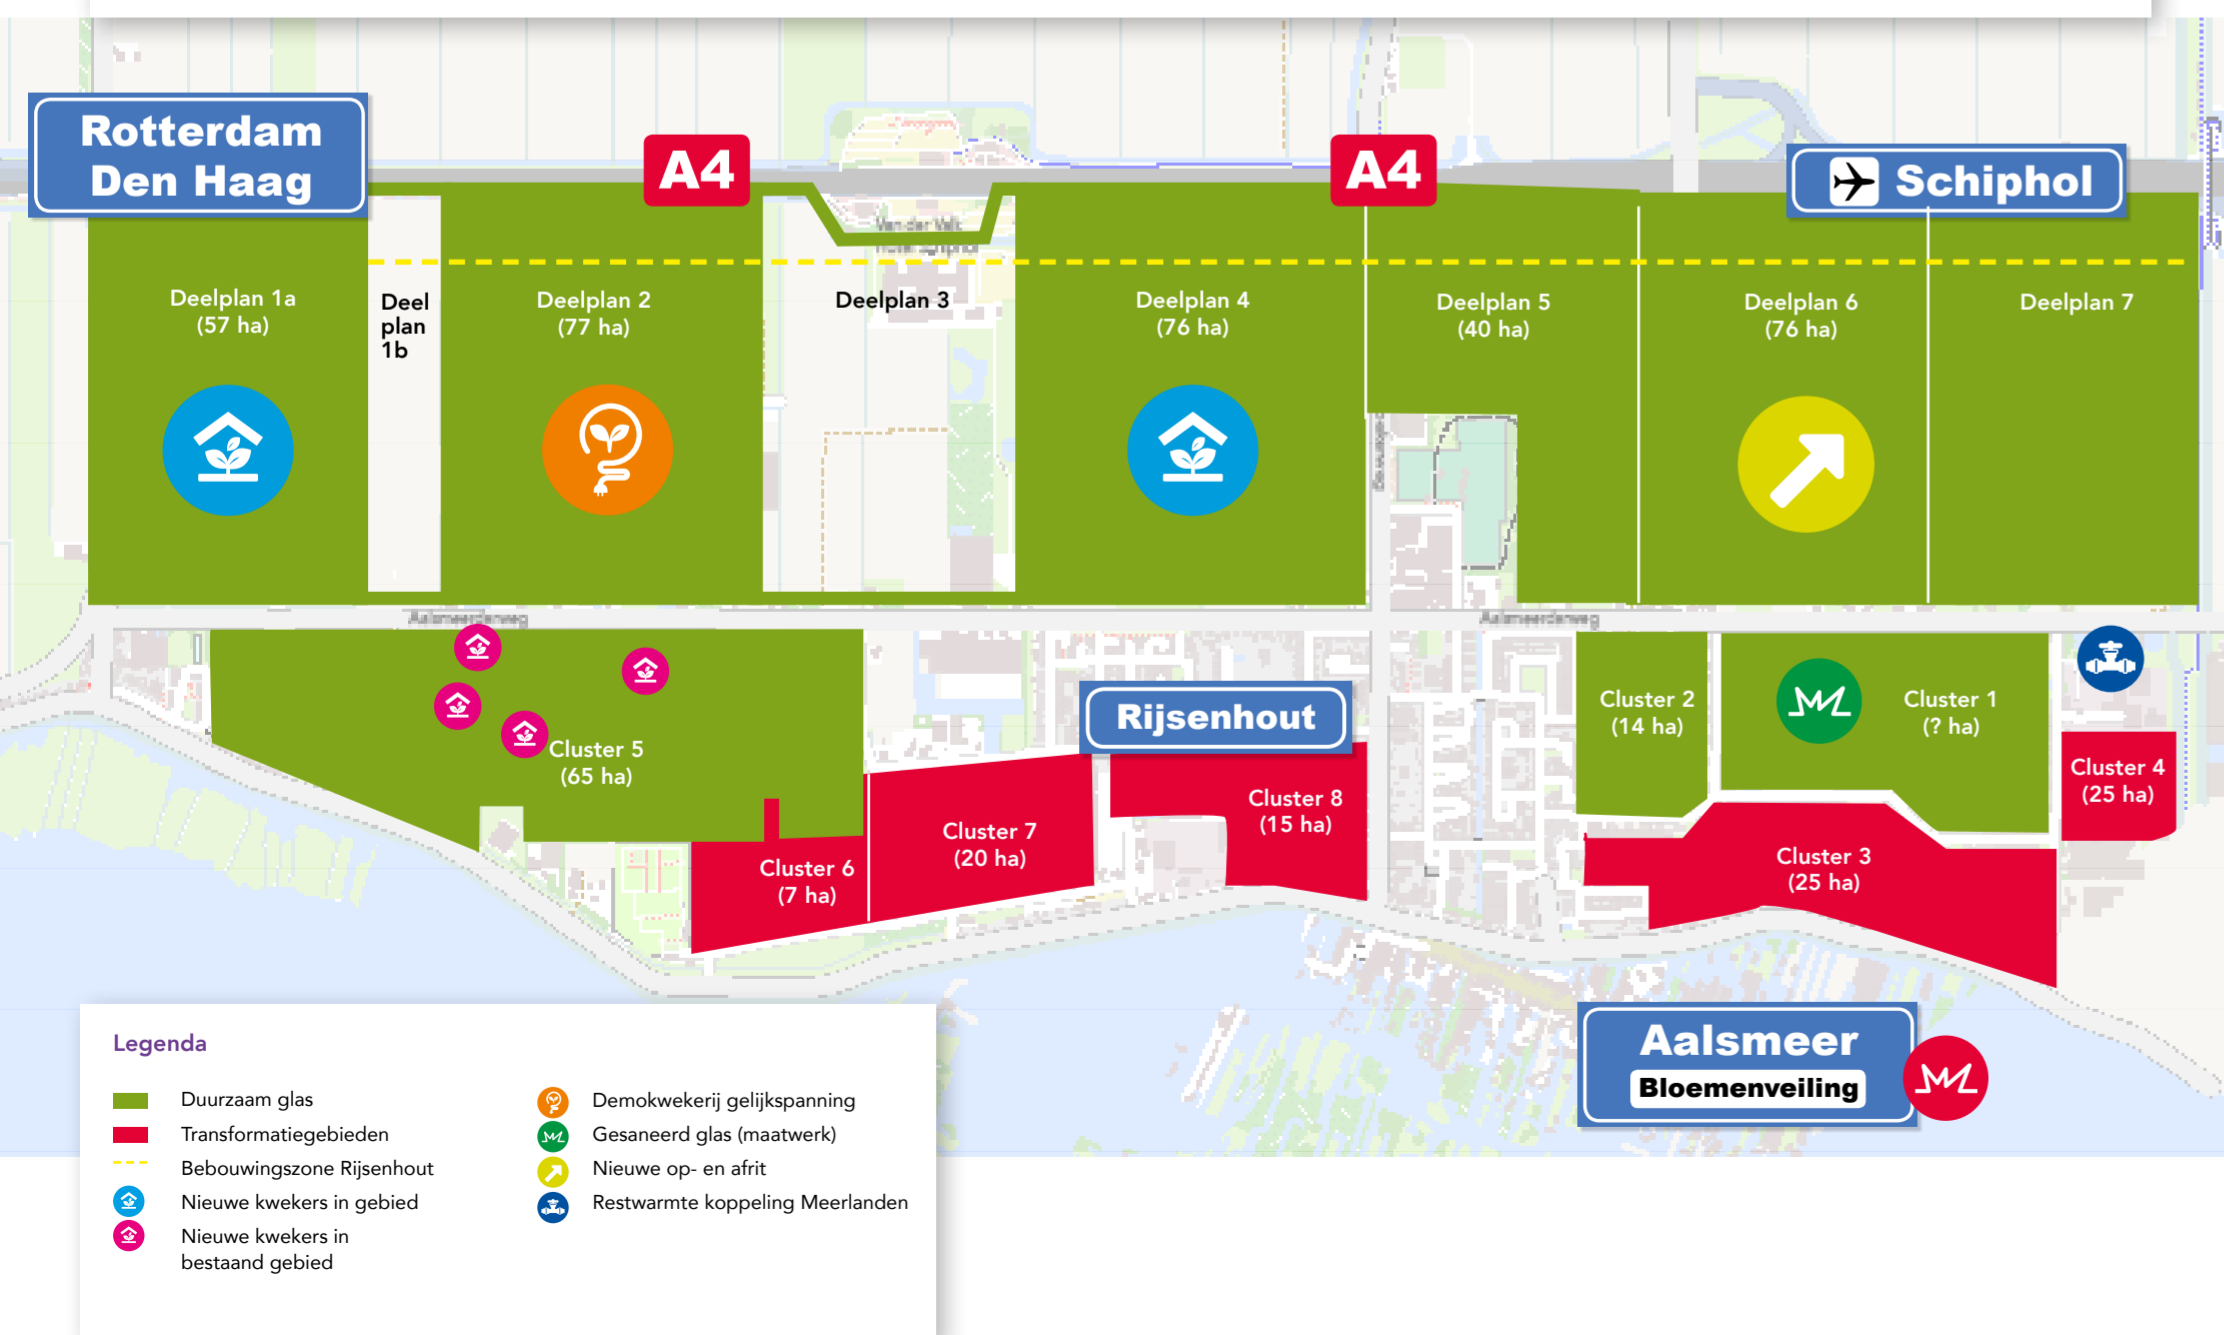 Rotterdam
Den Haag
A4
A4
Schiphol
Deelplan 1a
(57 ha)
Deel
plan
1b
Deelplan 2
(77 ha)
Deelplan 3
Deelplan 4
(76 ha)
Deelplan 5
(40 ha)
Deelplan 6
(76 ha)
Deelplan 7
Aalsmeerderweg
Aalsmeerderweg
Cluster 5
(65 ha)
Rijsenhout
Cluster 2
(14 ha)
Cluster 1
(? ha)
Cluster 4
(25 ha)
Cluster 8
(15 ha)
Cluster 7
(20 ha)
Cluster 6
(7 ha)
Cluster 3
(25 ha)
Aalsmeer
Bloemenveiling
Legenda
Duurzaam glas
Transformatiegebieden
Bebouwingszone Rijsenhout
Nieuwe kwekers in gebied
Nieuwe kwekers in
bestaand gebied
Demokwekerij gelijkspanning
Gesaneerd glas (maatwerk)
Nieuwe op- en afrit
Restwarmte koppeling Meerlanden